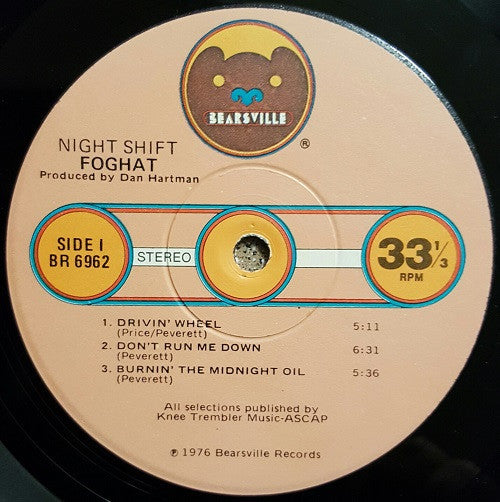 BEARSVILLE
®
NIGHT SHIFT
FOGHAT
Produced by Dan Hartman
SIDE I
BR 6962
STEREO
33 1/3
RPM
1. DRIVIN' WHEEL 5:11
(Price/Peverett)
2. DON'T RUN ME DOWN 6:31
(Peverett)
3. BURNIN' THE MIDNIGHT OIL 5:36
(Peverett)
All selections published by
Knee Trembler Music-ASCAP
℗ 1976 Bearsville Records